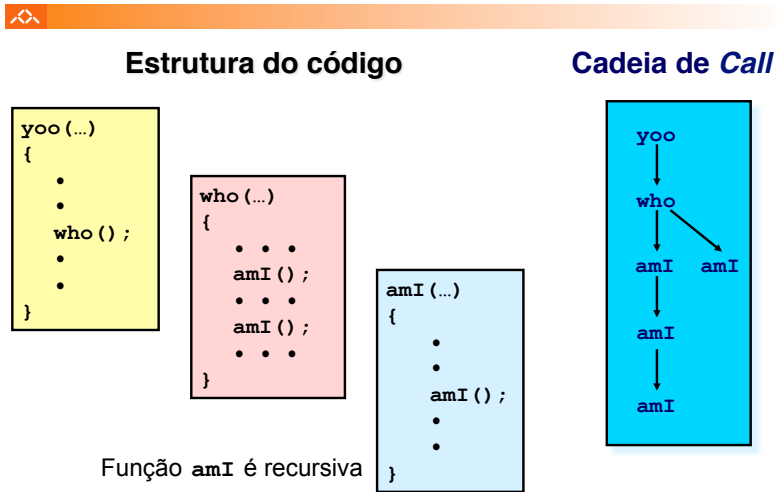 Estrutura do código
Cadeia de Call
yoo(…)
{
•
•
who();
•
•
}
who(…)
{
• • •
amI();
• • •
amI();
• • •
}
amI(…)
{
•
•
amI();
•
•
}
Função amI é recursiva
yoo
who
amI amI
amI
amI